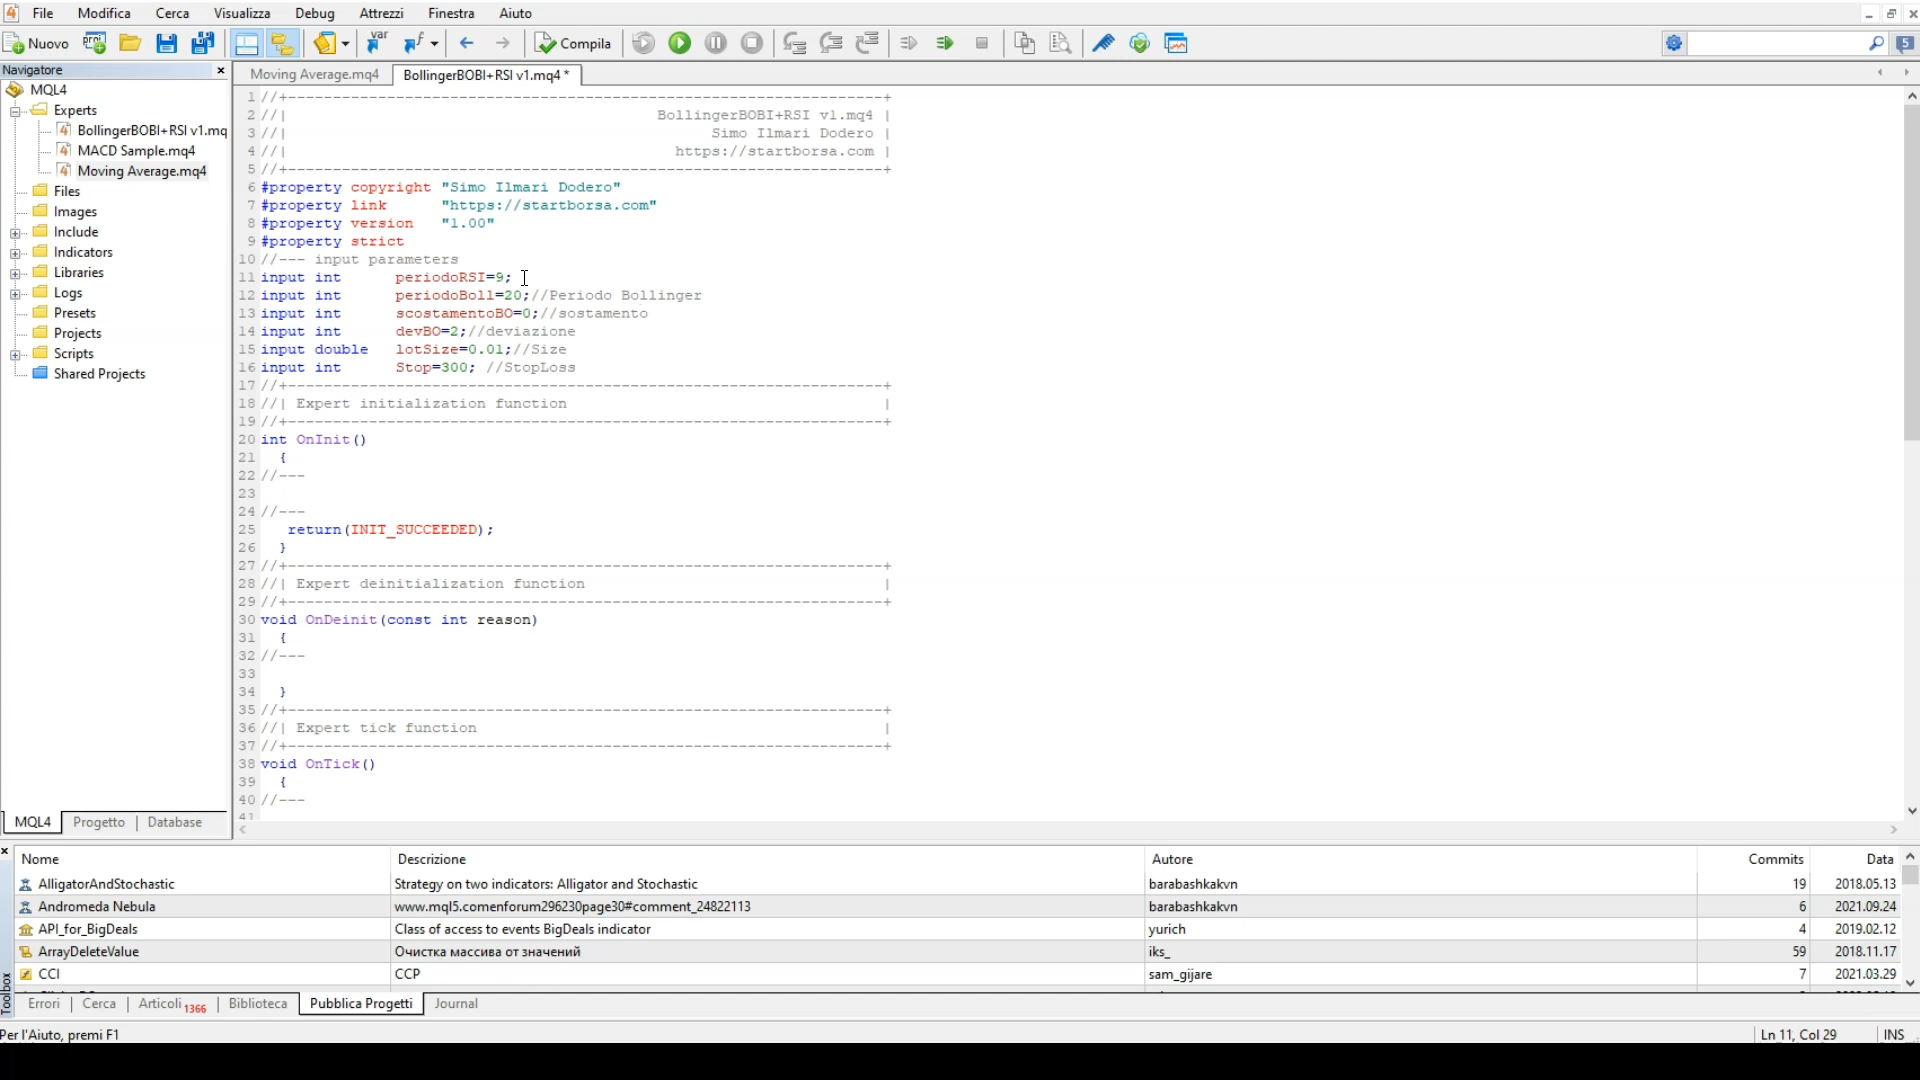 File Modifica Cerca Visualizza Debug Attrezzi Finestra Aiuto
Nuovo Compila 5
Navigatore
Moving Average.mq4 BollingerBOBI+RSI v1.mq4 *
MQL4
Experts
BollingerBOBI+RSI v1.mq
MACD Sample.mq4
Moving Average.mq4
Files
Images
Include
Indicators
Libraries
Logs
Presets
Projects
Scripts
Shared Projects
MQL4 Progetto Database
1 //+------------------------------------------------------------------+
2 //| BollingerBOBI+RSI v1.mq4 |
3 //| Simo Ilmari Dodero |
4 //| https://startborsa.com |
5 //+------------------------------------------------------------------+
6 #property copyright "Simo Ilmari Dodero"
7 #property link "https://startborsa.com"
8 #property version "1.00"
9 #property strict
10 //--- input parameters
11 input int periodoRSI=9;
12 input int periodoBoll=20;//Periodo Bollinger
13 input int scostamentoBO=0;//sostamento
14 input int devBO=2;//deviazione
15 input double lotSize=0.01;//Size
16 input int Stop=300; //StopLoss
17 //+------------------------------------------------------------------+
18 //| Expert initialization function |
19 //+------------------------------------------------------------------+
20 int OnInit()
21 {
22 //---
23
24 //---
25 return(INIT_SUCCEEDED);
26 }
27 //+------------------------------------------------------------------+
28 //| Expert deinitialization function |
29 //+------------------------------------------------------------------+
30 void OnDeinit(const int reason)
31 {
32 //---
33
34 }
35 //+------------------------------------------------------------------+
36 //| Expert tick function |
37 //+------------------------------------------------------------------+
38 void OnTick()
39 {
40 //---
41
Nome Descrizione Autore Commits Data
AlligatorAndStochastic Strategy on two indicators: Alligator and Stochastic barabashkakvn 19 2018.05.13
Andromeda Nebula www.mql5.comenforum296230page30#comment_24822113 barabashkakvn 6 2021.09.24
API_for_BigDeals Class of access to events BigDeals indicator yurich 4 2019.02.12
ArrayDeleteValue Очистка массива от значений iks_ 59 2018.11.17
CCI CCP sam_gijare 7 2021.03.29
Toolbox
Errori Cerca Articoli 1366 Biblioteca Pubblica Progetti Journal
Per l'Aiuto, premi F1 Ln 11, Col 29 INS